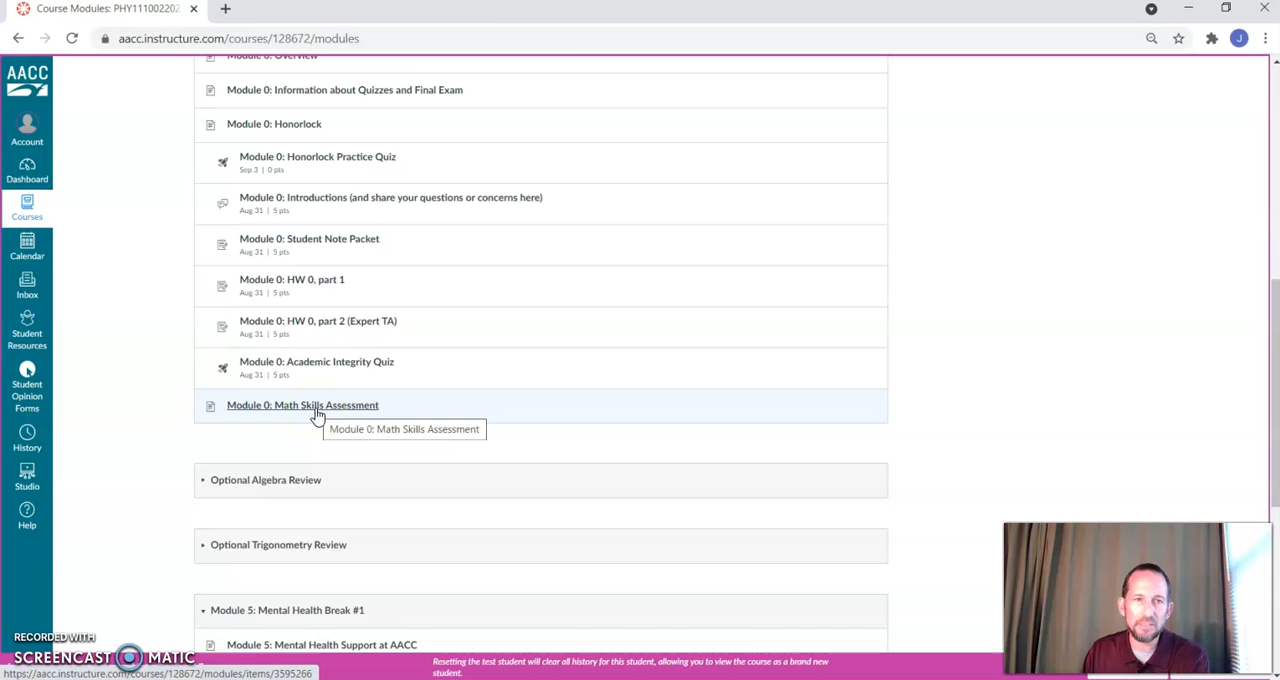 Course Modules: PHY111002202
aacc.instructure.com/courses/128672/modules
J
AACC
Account
Dashboard
Courses
Calendar
Inbox
Student
Resources
Student
Opinion
Forms
History
Studio
Help
Module 0: Overview
Module 0: Information about Quizzes and Final Exam
Module 0: Honorlock
Module 0: Honorlock Practice Quiz
Sep 3 | 0 pts
Module 0: Introductions (and share your questions or concerns here)
Aug 31 | 5 pts
Module 0: Student Note Packet
Aug 31 | 5 pts
Module 0: HW 0, part 1
Aug 31 | 5 pts
Module 0: HW 0, part 2 (Expert TA)
Aug 31 | 5 pts
Module 0: Academic Integrity Quiz
Aug 31 | 5 pts
Module 0: Math Skills Assessment
Module 0: Math Skills Assessment
Optional Algebra Review
Optional Trigonometry Review
Module 5: Mental Health Break #1
Module 5: Mental Health Support at AACC
RECORDED WITH
SCREENCAST MATIC
Resetting the test student will clear all history for this student, allowing you to view the course as a brand new
student.
https://aacc.instructure.com/courses/128672/modules/items/3595266